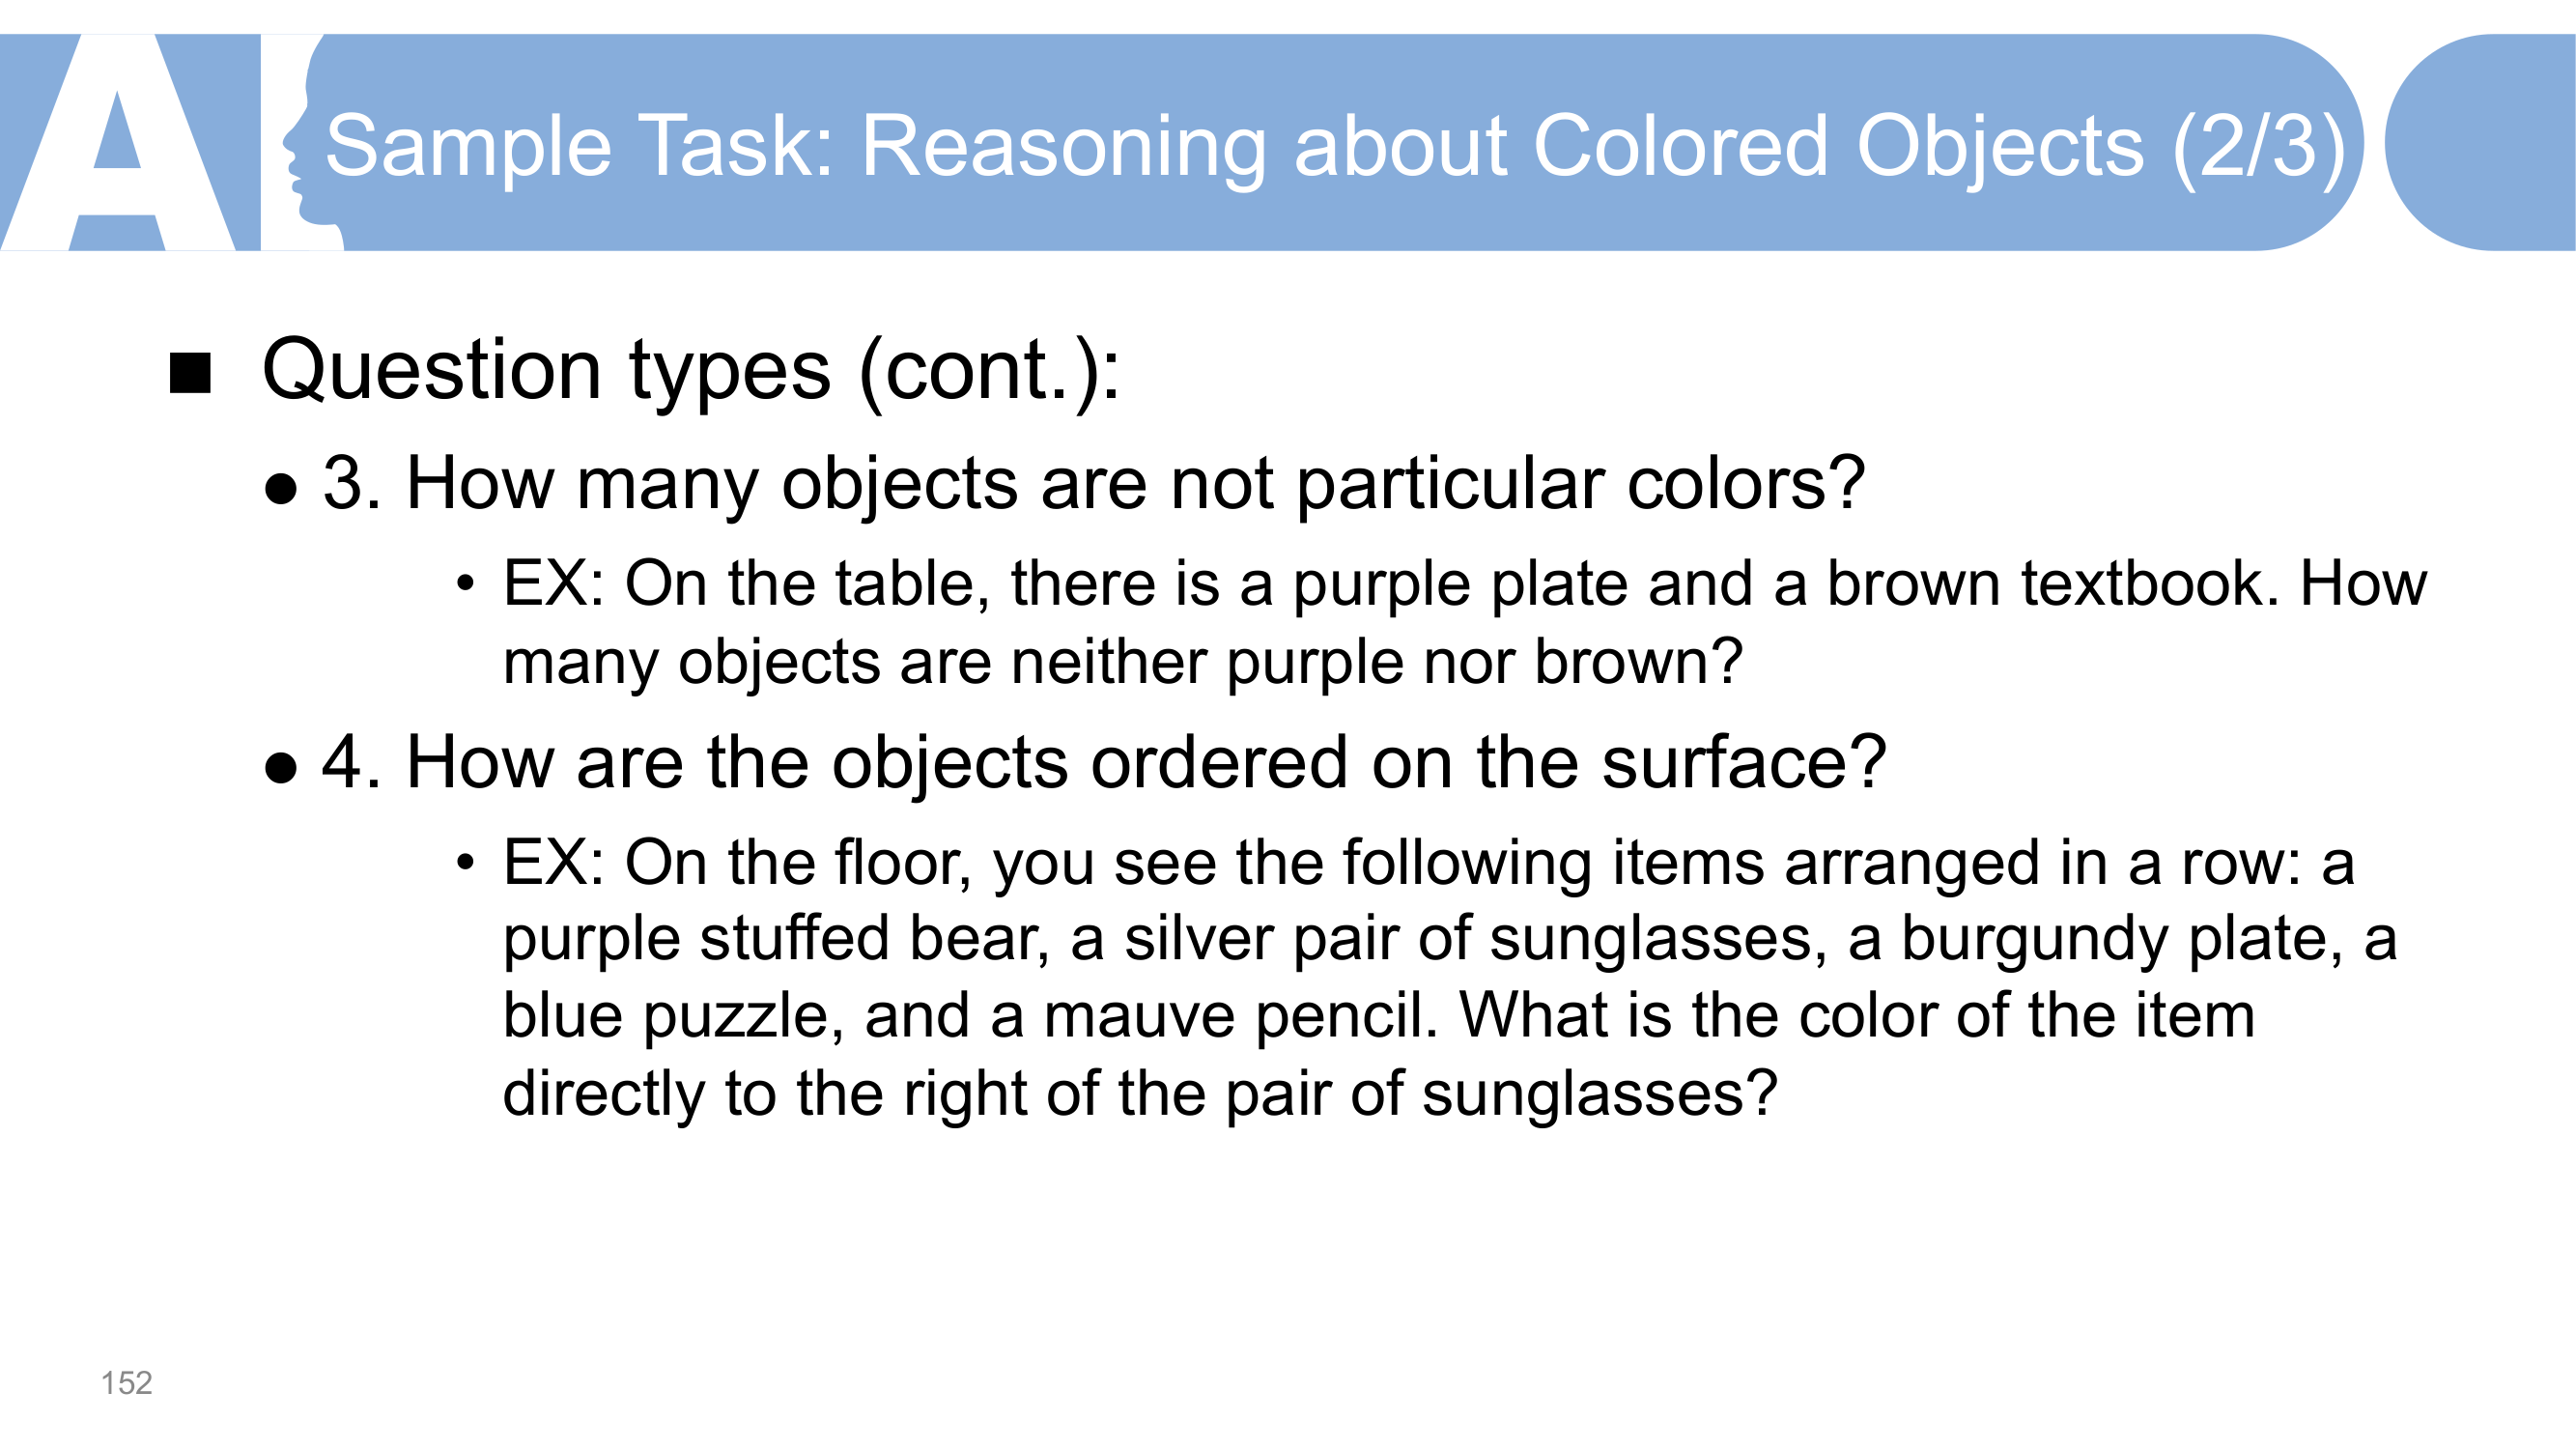 AI
Sample Task: Reasoning about Colored Objects (2/3)
■ Question types (cont.):
● 3. How many objects are not particular colors?
• EX: On the table, there is a purple plate and a brown textbook. How
many objects are neither purple nor brown?
● 4. How are the objects ordered on the surface?
• EX: On the floor, you see the following items arranged in a row: a
purple stuffed bear, a silver pair of sunglasses, a burgundy plate, a
blue puzzle, and a mauve pencil. What is the color of the item
directly to the right of the pair of sunglasses?
152